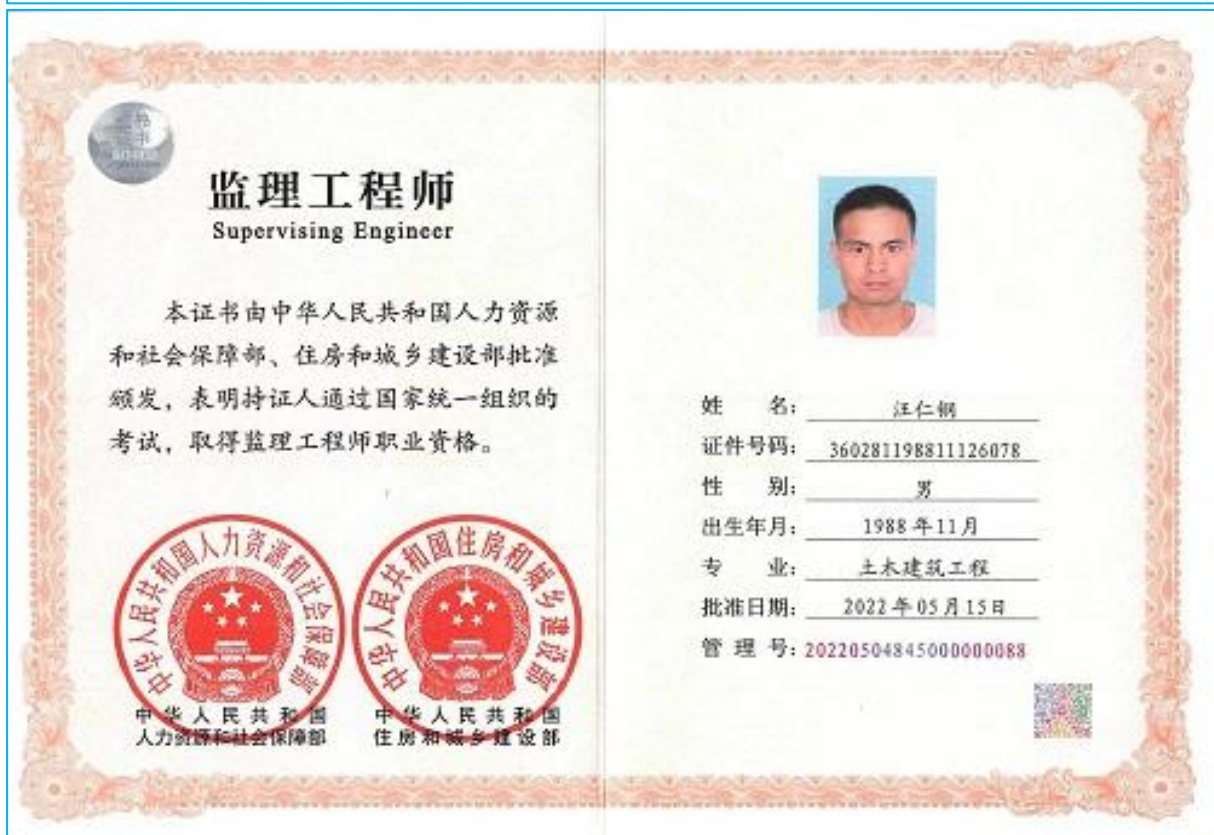 监理工程师
Supervising Engineer
本证书由中华人民共和国人力资源
和社会保障部、住房和城乡建设部批准
颁发，表明持证人通过国家统一组织的
考试，取得监理工程师职业资格。
中华人民共和国人力资源和社会保障部
中华人民共和国
人力资源和社会保障部
中华人民共和国住房和城乡建设部
中华人民共和国
住房和城乡建设部
姓 名：汪仁钢
证件号码：360281198811126078
性 别：男
出生年月：1988年11月
专 业：土木建筑工程
批准日期：2022年05月15日
管 理 号：20220504845000000088